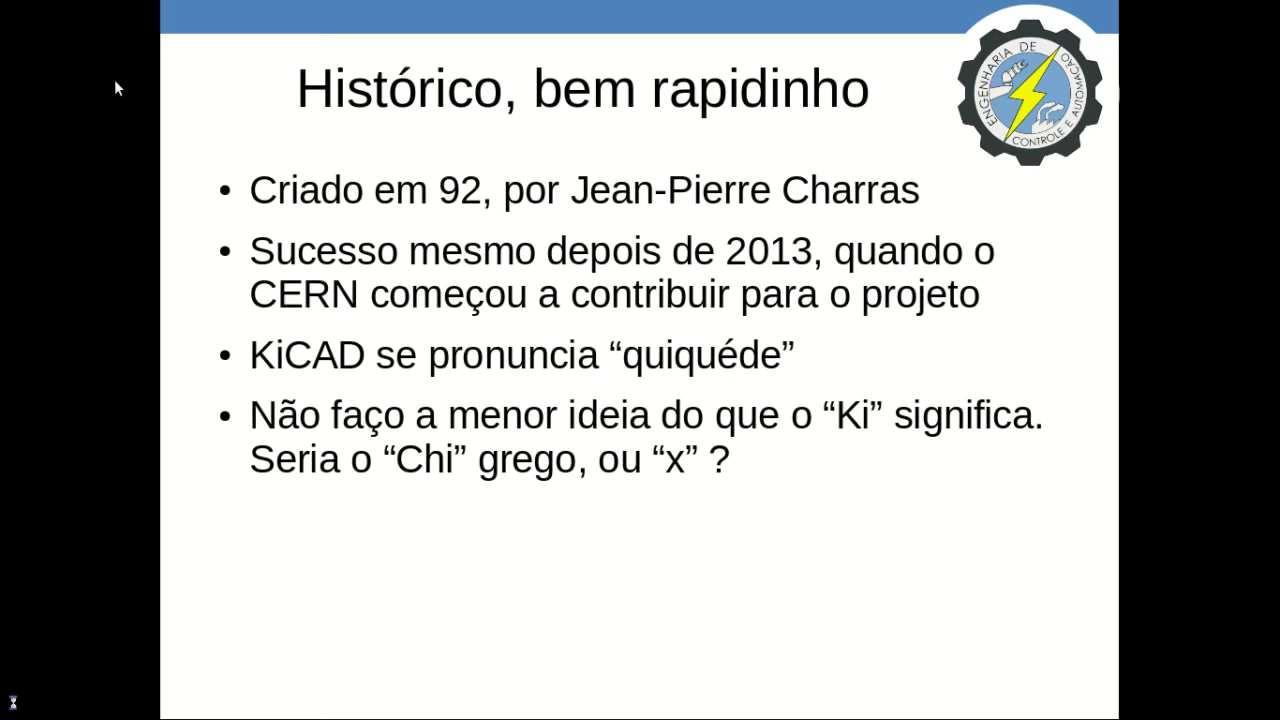 Histórico, bem rapidinho
ENGENHARIA DE
CONTROLE E AUTOMAÇÃO
• Criado em 92, por Jean-Pierre Charras
• Sucesso mesmo depois de 2013, quando o
CERN começou a contribuir para o projeto
• KiCAD se pronuncia “quiquéde”
• Não faço a menor ideia do que o “Ki” significa.
Seria o “Chi” grego, ou “x” ?